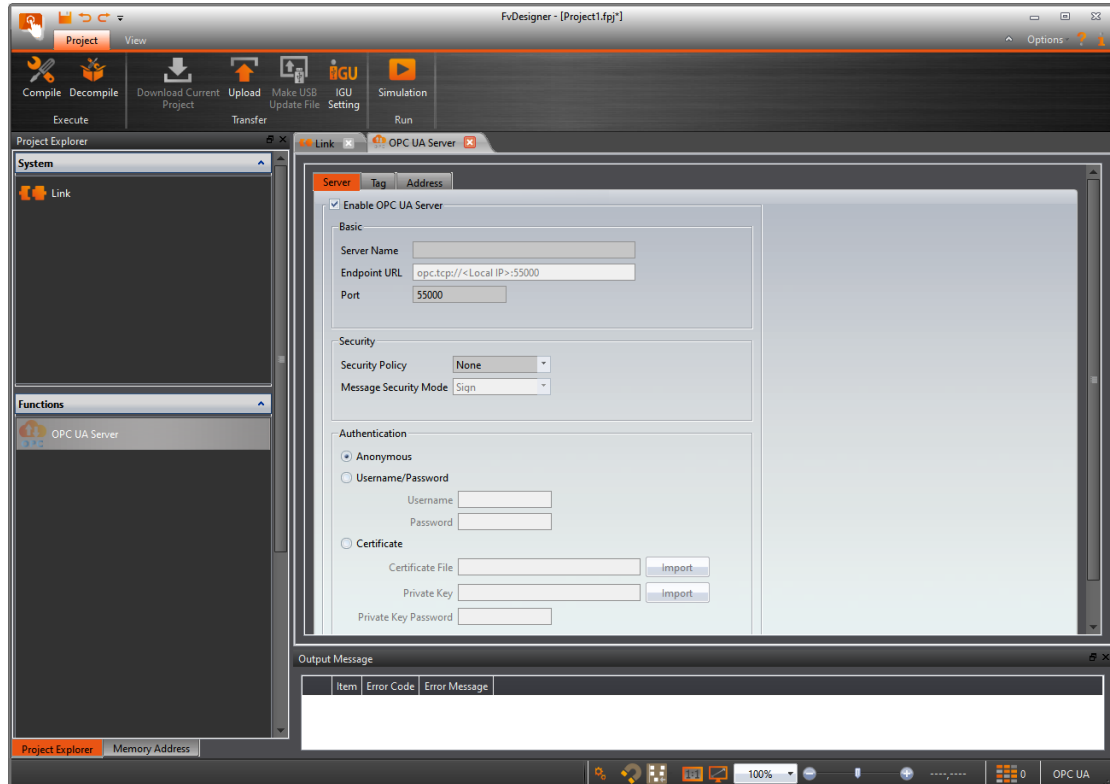 FvDesigner - [Project1.fpj*]
Project View Options
Compile Decompile Download Current Project Upload Make USB Update File IGU Setting Simulation
Execute Transfer Run
Project Explorer
Link OPC UA Server
System
Link
Functions
OPC UA Server
Project Explorer Memory Address
Server Tag Address
Enable OPC UA Server
Basic
Server Name
Endpoint URL opc.tcp://<Local IP>:55000
Port 55000
Security
Security Policy None
Message Security Mode Sign
Authentication
Anonymous
Username/Password
Username
Password
Certificate
Certificate File Import
Private Key Import
Private Key Password
Output Message
Item Error Code Error Message
1:1 100% ----,---- 0 OPC UA